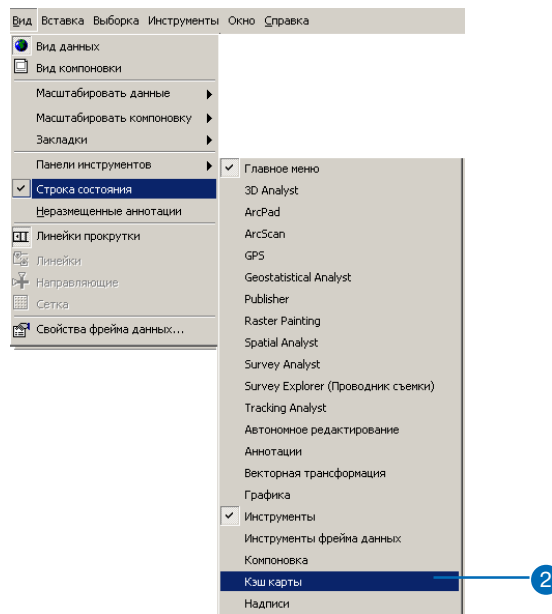 Вид Вставка Выборка Инструменты Окно Справка
Вид данных
Вид компоновки
Масштабировать данные
Масштабировать компоновку
Закладки
Панели инструментов
Строка состояния
Неразмещенные аннотации
Линейки прокрутки
Линейки
Направляющие
Сетка
Свойства фрейма данных...
Главное меню
3D Analyst
ArcPad
ArcScan
GPS
Geostatistical Analyst
Publisher
Raster Painting
Spatial Analyst
Survey Analyst
Survey Explorer (Проводник съемки)
Tracking Analyst
Автономное редактирование
Аннотации
Векторная трансформация
Графика
Инструменты
Инструменты фрейма данных
Компоновка
Кэш карты
2
Надписи